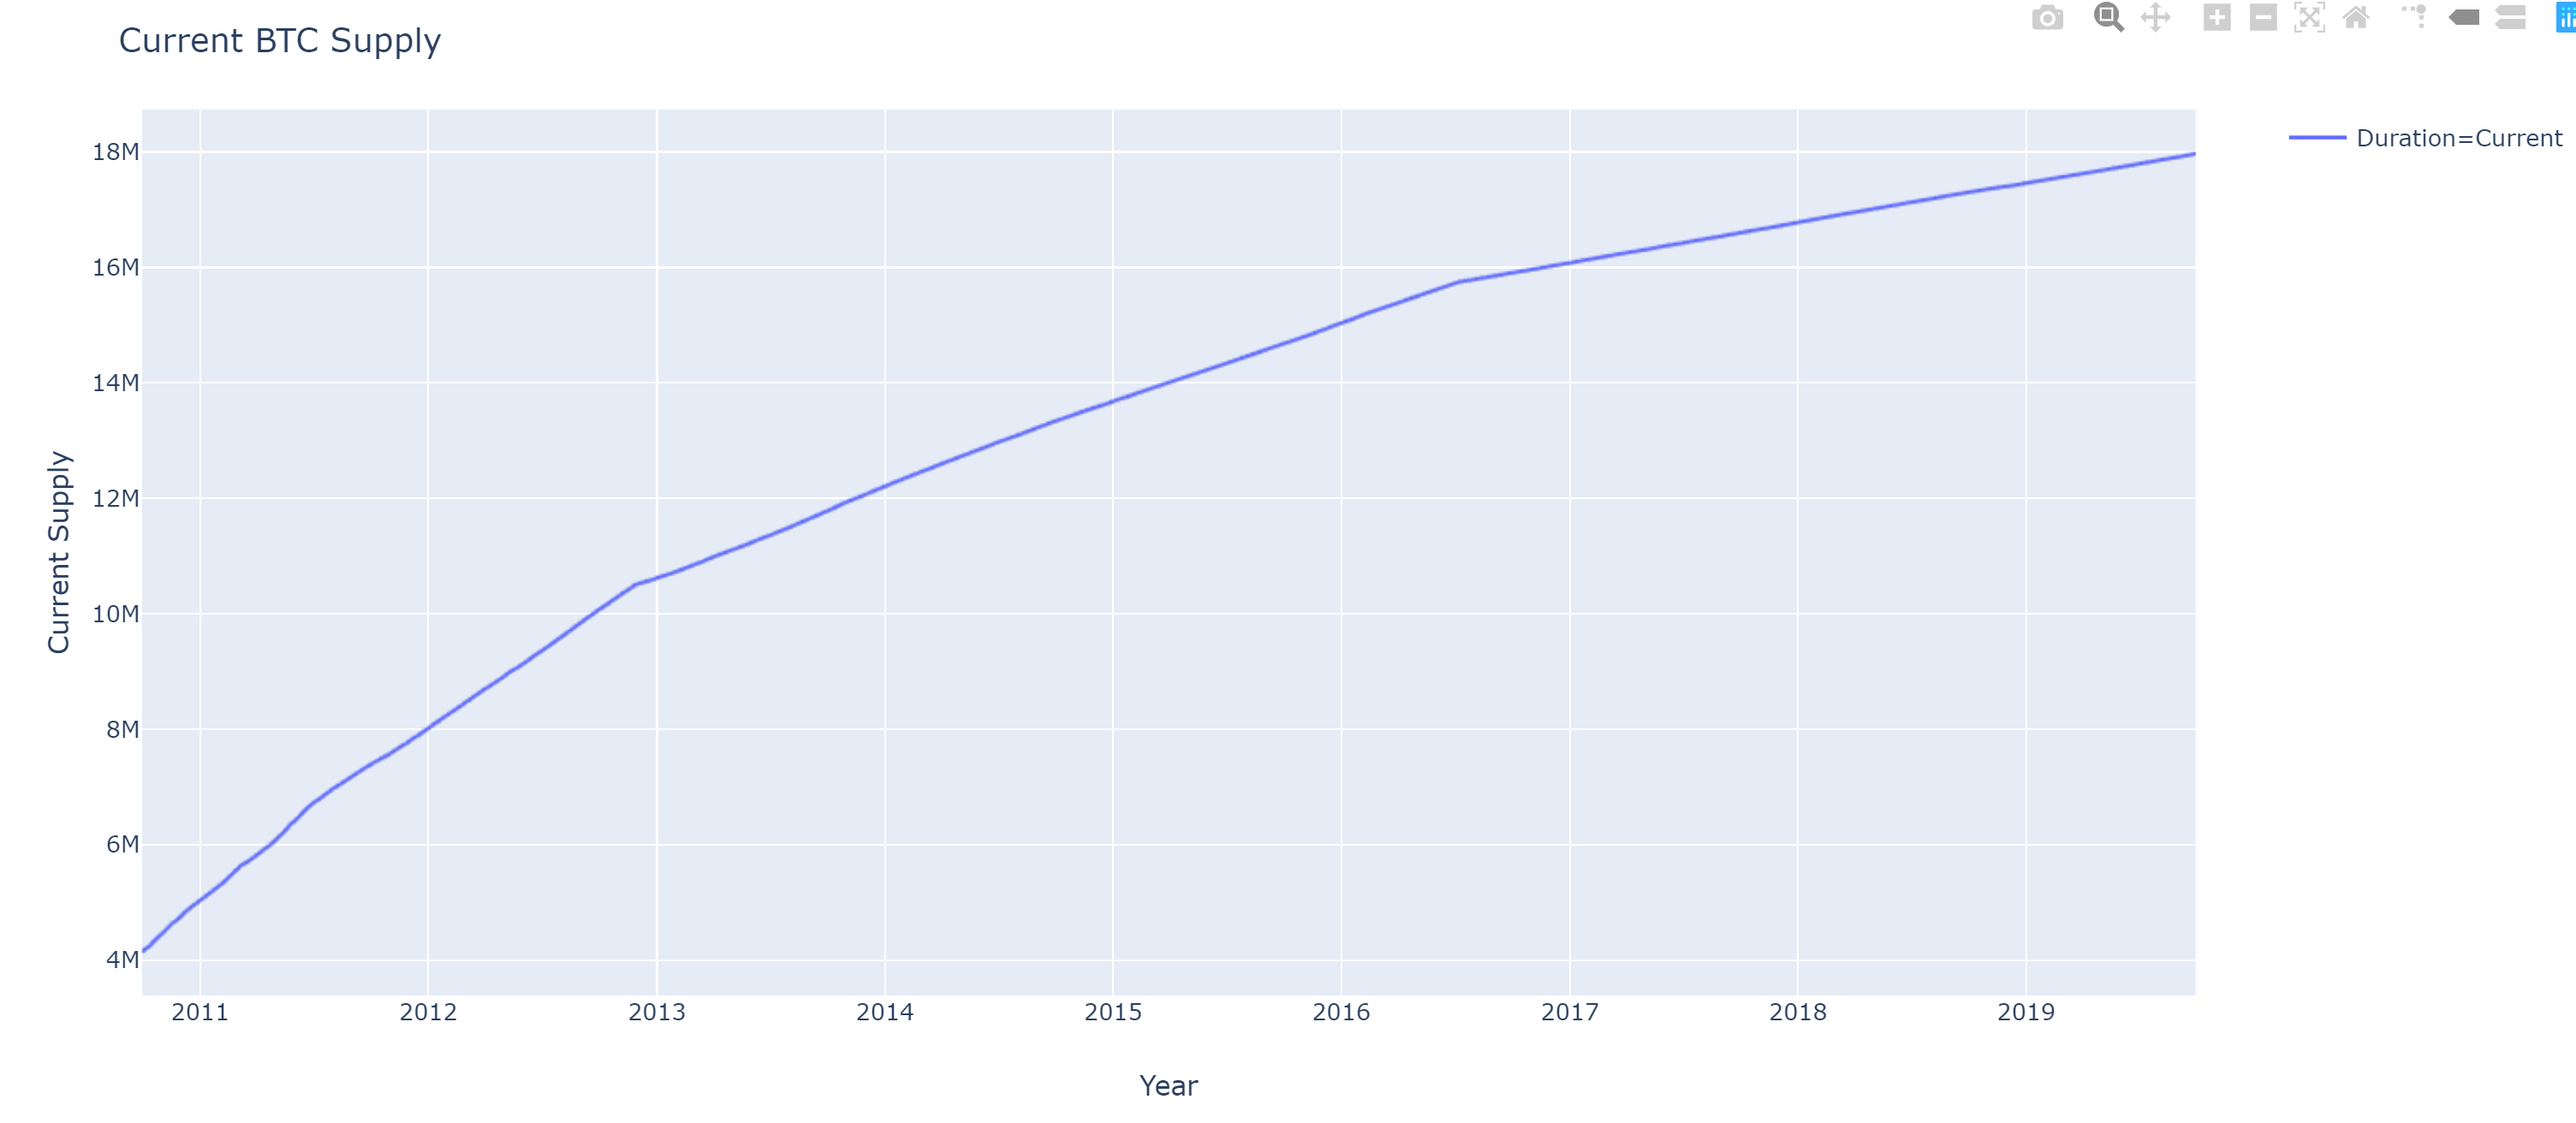 Current BTC Supply
Duration=Current
18M
16M
14M
12M
10M
8M
6M
4M
Current Supply
2011 2012 2013 2014 2015 2016 2017 2018 2019
Year